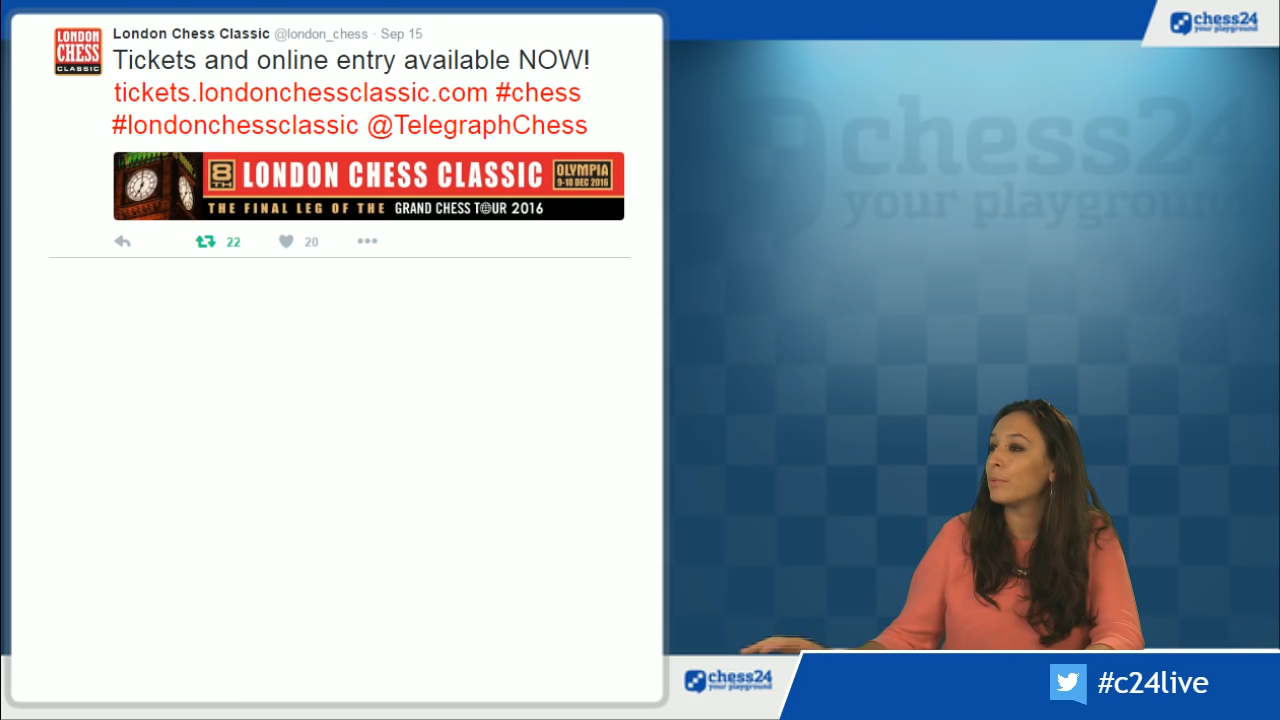 London Chess Classic @london_chess · Sep 15
Tickets and online entry available NOW!
tickets.londonchessclassic.com #chess
#londonchessclassic @TelegraphChess
LONDON
CHESS
CLASSIC
8TH LONDON CHESS CLASSIC OLYMPIA
9-18 DEC 2016
THE FINAL LEG OF THE GRAND CHESS TOUR 2016
22 20
chess24
your playground
chess24
your playgroun
chess24
your playground
#c24live